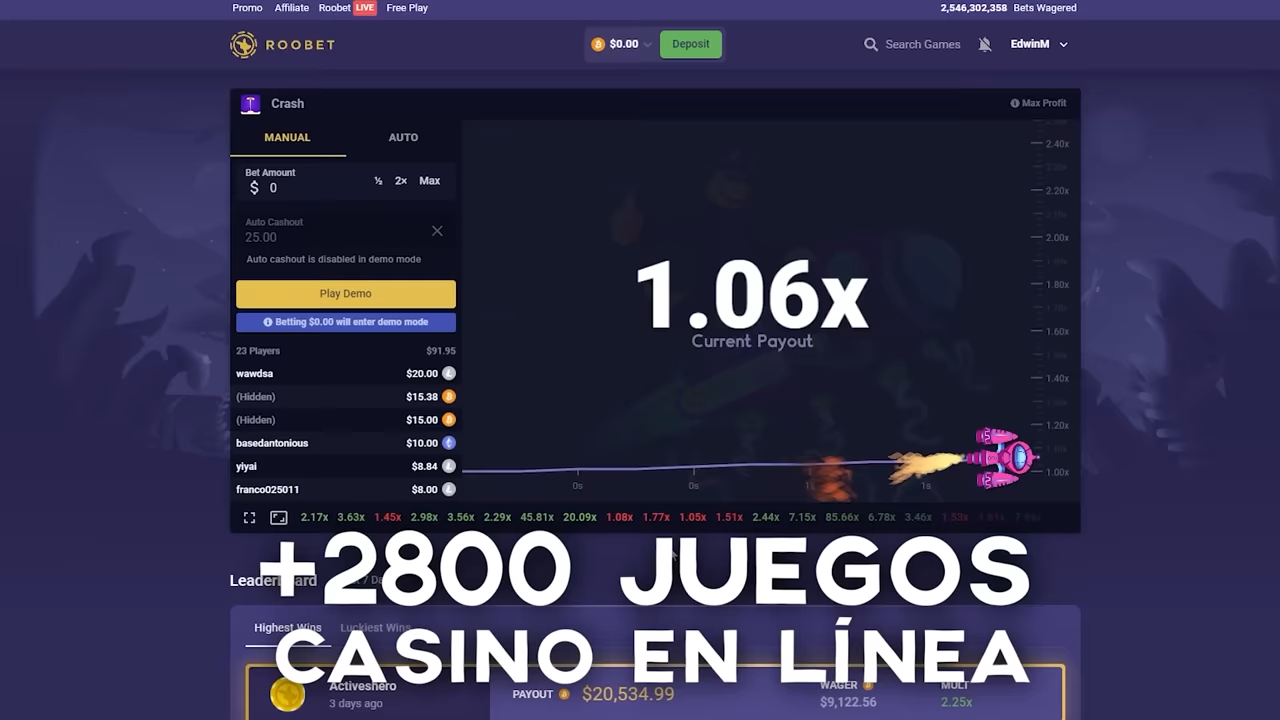 Promo Affiliate Roobet LIVE Free Play 2,546,302,358 Bets Wagered
ROOBET $0.00 Deposit Search Games EdwinM
Crash Max Profit
MANUAL AUTO
Bet Amount
$ 0 ½ 2× Max
Auto Cashout
25.00
Auto cashout is disabled in demo mode
Play Demo
Betting $0.00 will enter demo mode
23 Players $91.95
wawdsa $20.00
(Hidden) $15.38
(Hidden) $15.00
basedantonious $10.00
yiyai $8.84
franco025011 $8.00
1.06x
Current Payout
2.40x
2.20x
2.00x
1.80x
1.60x
1.40x
1.20x
1.00x
0s 0s 1s
2.17x 3.63x 1.45x 2.98x 3.56x 2.29x 45.81x 20.09x 1.08x 1.77x 1.05x 1.51x 2.44x 7.15x 85.66x 6.78x 3.46x 1.53x
+2800 JUEGOS
Leaderboard
Highest Wins Luckiest Wins
CASINO EN LÍNEA
Activeshero
3 days ago
PAYOUT $20,534.99
WAGER
$9,122.56
MULT
2.25x